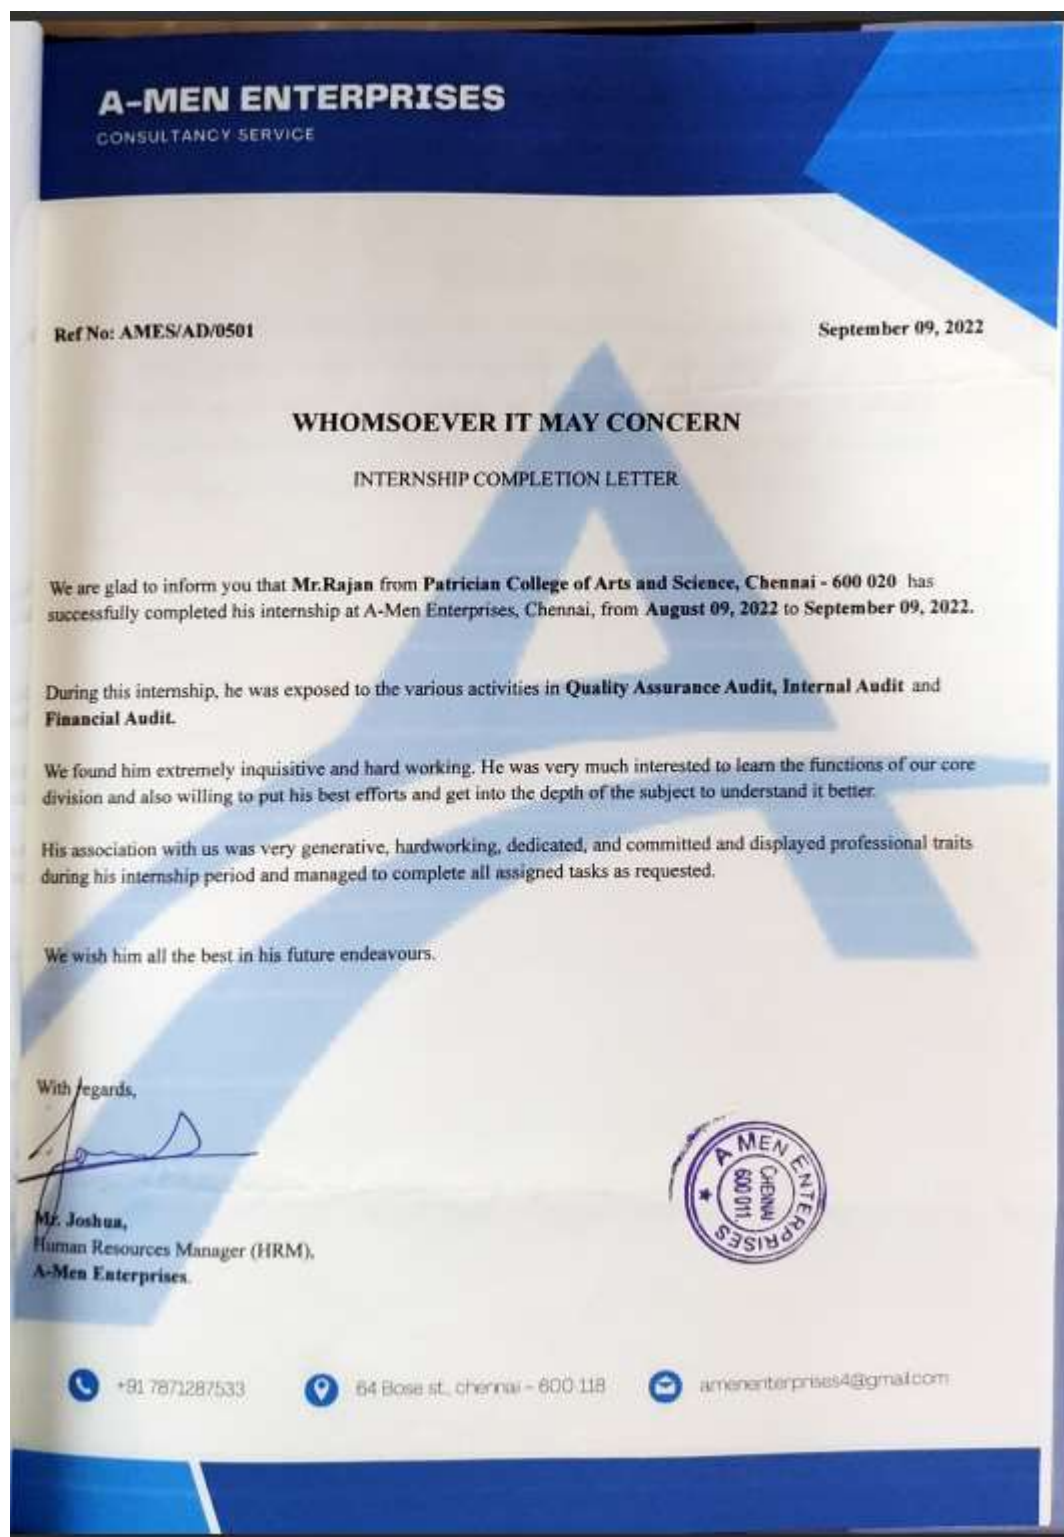 A-MEN ENTERPRISES
CONSULTANCY SERVICE
Ref No: AMES/AD/0501
September 09, 2022
WHOMSOEVER IT MAY CONCERN
INTERNSHIP COMPLETION LETTER
We are glad to inform you that Mr.Rajan from Patrician College of Arts and Science, Chennai - 600 020 has
successfully completed his internship at A-Men Enterprises, Chennai, from August 09, 2022 to September 09, 2022.
During this internship, he was exposed to the various activities in Quality Assurance Audit, Internal Audit and
Financial Audit.
We found him extremely inquisitive and hard working. He was very much interested to learn the functions of our core
division and also willing to put his best efforts and get into the depth of the subject to understand it better.
His association with us was very generative, hardworking, dedicated, and committed and displayed professional traits
during his internship period and managed to complete all assigned tasks as requested.
We wish him all the best in his future endeavours.
With regards,
Mr. Joshua,
Human Resources Manager (HRM),
A-Men Enterprises.
A MEN ENTERPRISES
CHENNAI
600 011
+91 7871287533
64 Bose st., chennai - 600 118
amenenterprises4@gmail.com